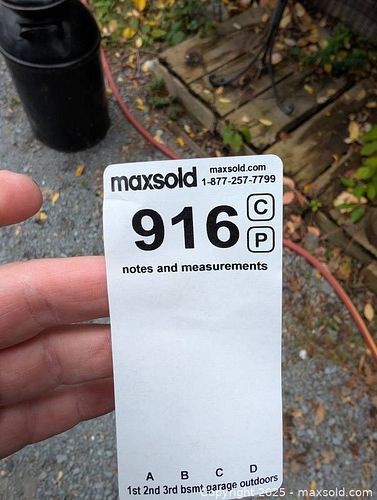 maxsold maxsold.com
1-877-257-7799
916 C
P
notes and measurements
A B C D
1st 2nd 3rd bsmt garage outdoors
Copyright © 2025 - maxsold.com